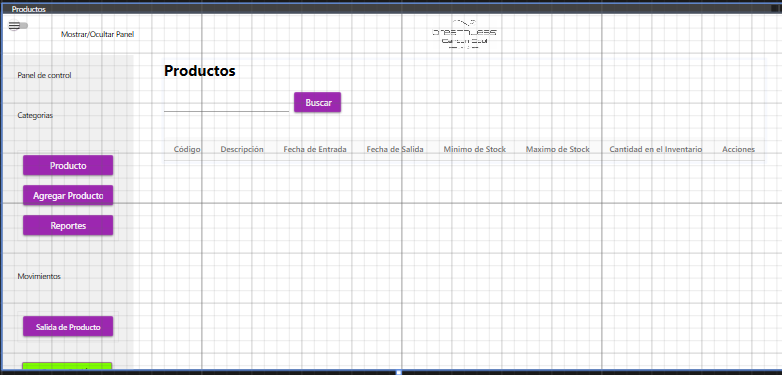 Productos
Mostrar/Ocultar Panel
Panel de control
Productos
Buscar
Categorias
Código Descripción Fecha de Entrada Fecha de Salida Minimo de Stock Maximo de Stock Cantidad en el Inventario Acciones
Producto
Agregar Producto
Reportes
Movimientos
Salida de Producto